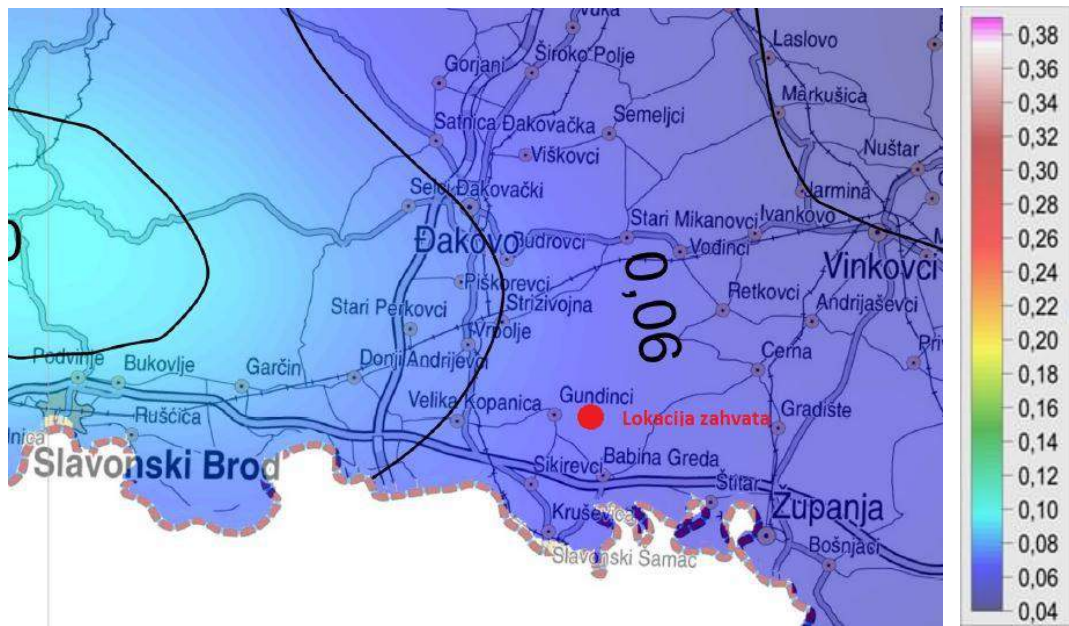 Vuka
Laslovo
Široko Polje
Gorjani
Markušica
Semeljci
Satnica Đakovačka
Viškovci
Nuštar
Jarmina
Selci Đakovački
Stari Mikanovci
Ivankovo
Đakovo
Budrovci
Vođinci
Vinkovci
0,06
Piškorevci
Retkovci
Andrijaševci
Stari Perkovci
Strizivojna
Vrpolje
Cerna
Podvinje
Bukovlje
Garčin
Donji Andrijevci
Velika Kopanica
Gundinci
Lokacija zahvata
Gradište
Ruščica
Slavonski Brod
Sikirevci
Babina Greda
Štitar
Županja
Kruševica
Slavonski Šamac
Bošnjaci
0,38
0,36
0,34
0,32
0,30
0,28
0,26
0,24
0,22
0,20
0,18
0,16
0,14
0,12
0,10
0,08
0,06
0,04